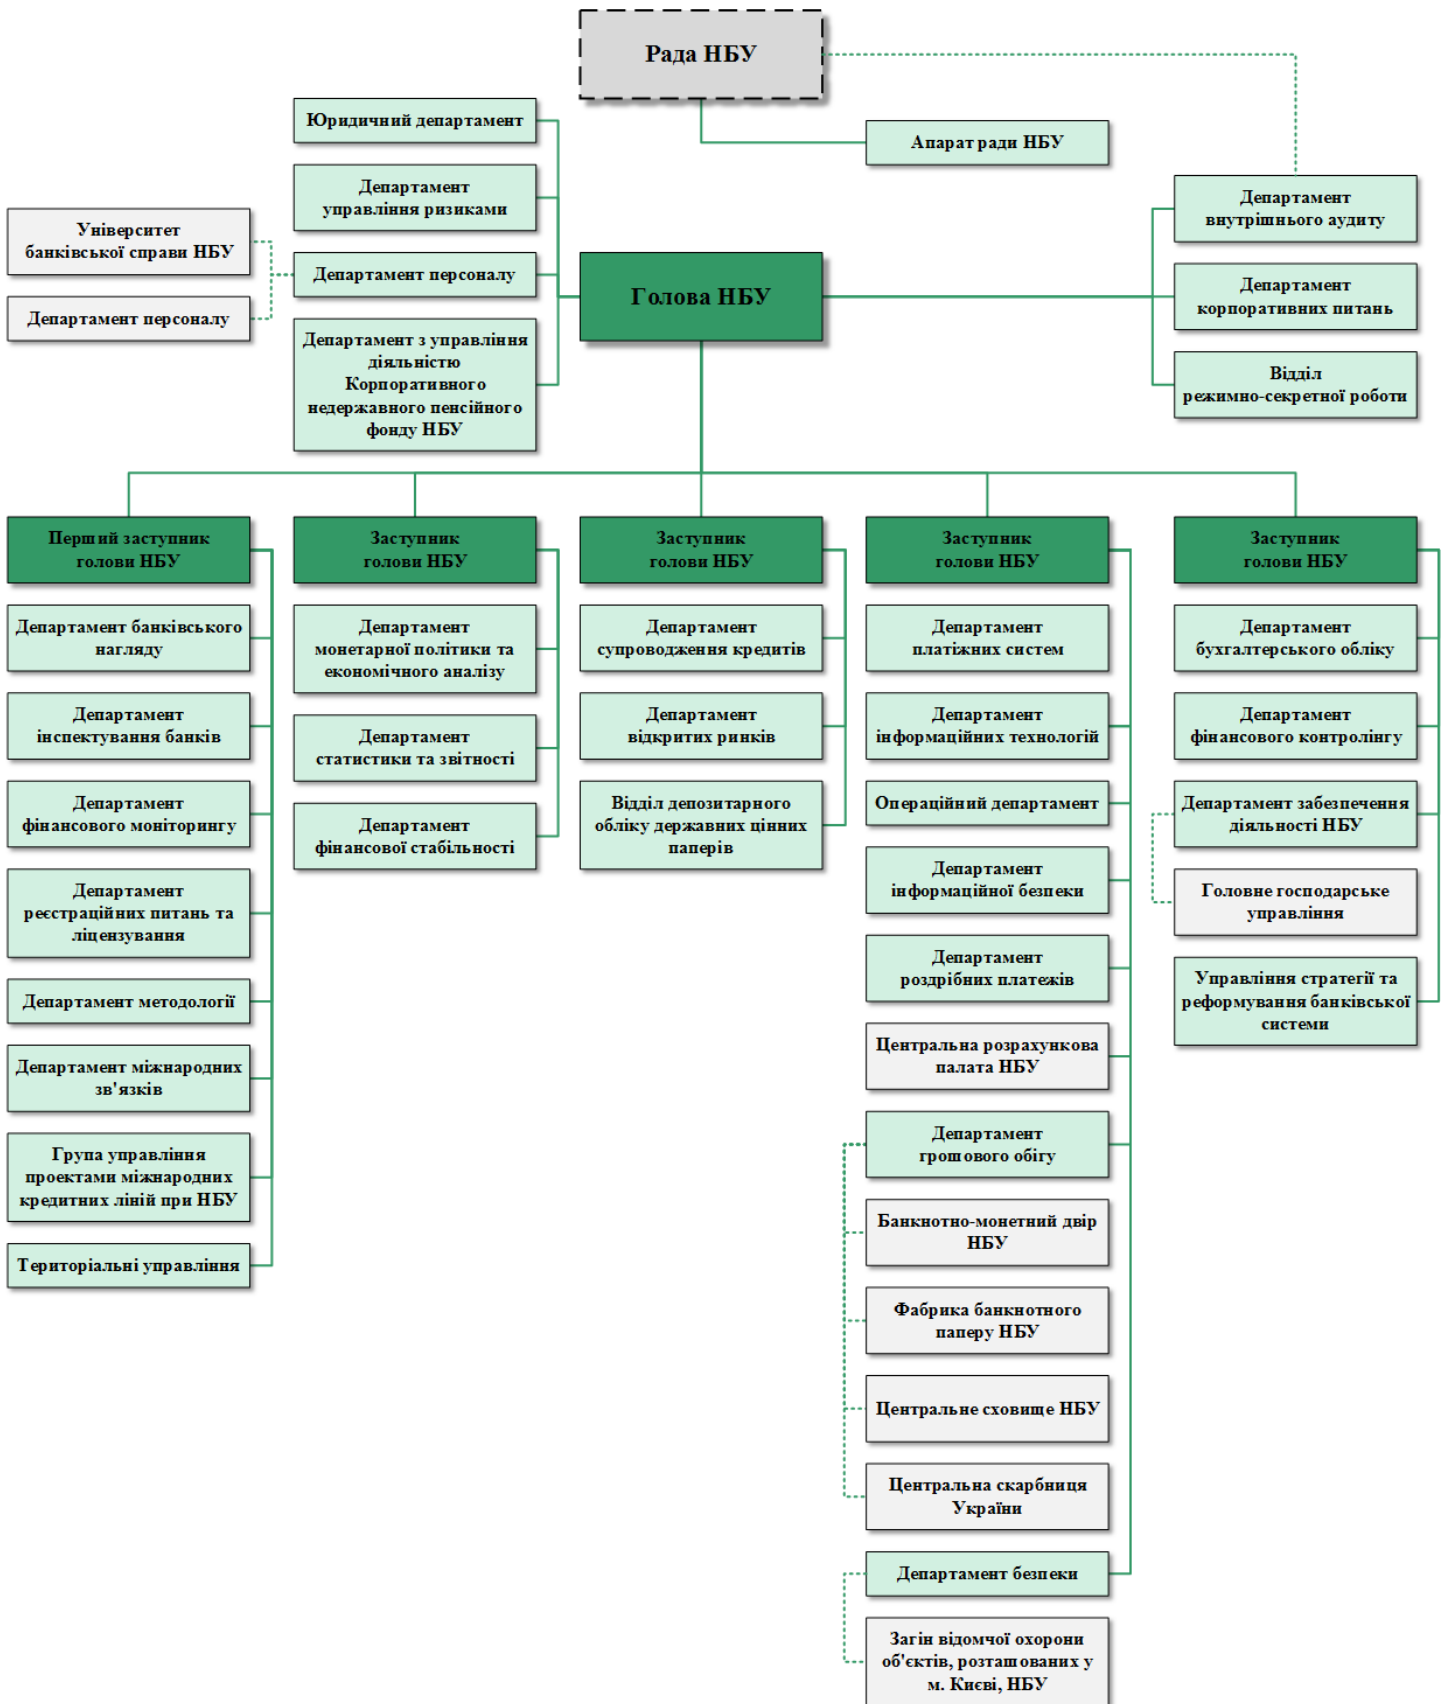 Рада НБУ
Юридичний департамент
Апарат ради НБУ
Департамент
управління ризиками
Департамент
внутрішнього аудиту
Університет
банківської справи НБУ
Департамент персоналу
Голова НБУ
Департамент
корпоративних питань
Департамент персоналу
Департамент з управління
діяльністю
Корпоративного
недержавного пенсійного
фонду НБУ
Відділ
режимно-секретної роботи
Перший заступник
голови НБУ
Департамент банківського
нагляду
Департамент
інспектування банків
Департамент
фінансового моніторингу
Департамент
реєстраційних питань та
ліцензування
Департамент методології
Департамент міжнародних
зв'язків
Група управління
проектами міжнародних
кредитних ліній при НБУ
Територіальні управління
Заступник
голови НБУ
Департамент
монетарної політики та
економічного аналізу
Департамент
статистики та звітності
Департамент
фінансової стабільності
Заступник
голови НБУ
Департамент
супроводження кредитів
Департамент
відкритих ринків
Відділ депозитарного
обліку державних цінних
паперів
Заступник
голови НБУ
Департамент
платіжних систем
Департамент
інформаційних технологій
Операційний департамент
Департамент
інформаційної безпеки
Департамент
роздрібних платежів
Центральна розрахункова
палата НБУ
Департамент
грошового обігу
Банкнотно-монетний двір
НБУ
Фабрика банкнотного
паперу НБУ
Центральне сховище НБУ
Центральна скарбниця
України
Департамент безпеки
Загін відомчої охорони
об'єктів, розташованих у
м. Києві, НБУ
Заступник
голови НБУ
Департамент
бухгалтерського обліку
Департамент
фінансового контролінгу
Департамент забезпечення
діяльності НБУ
Головне господарське
управління
Управління стратегії та
реформування банківської
системи